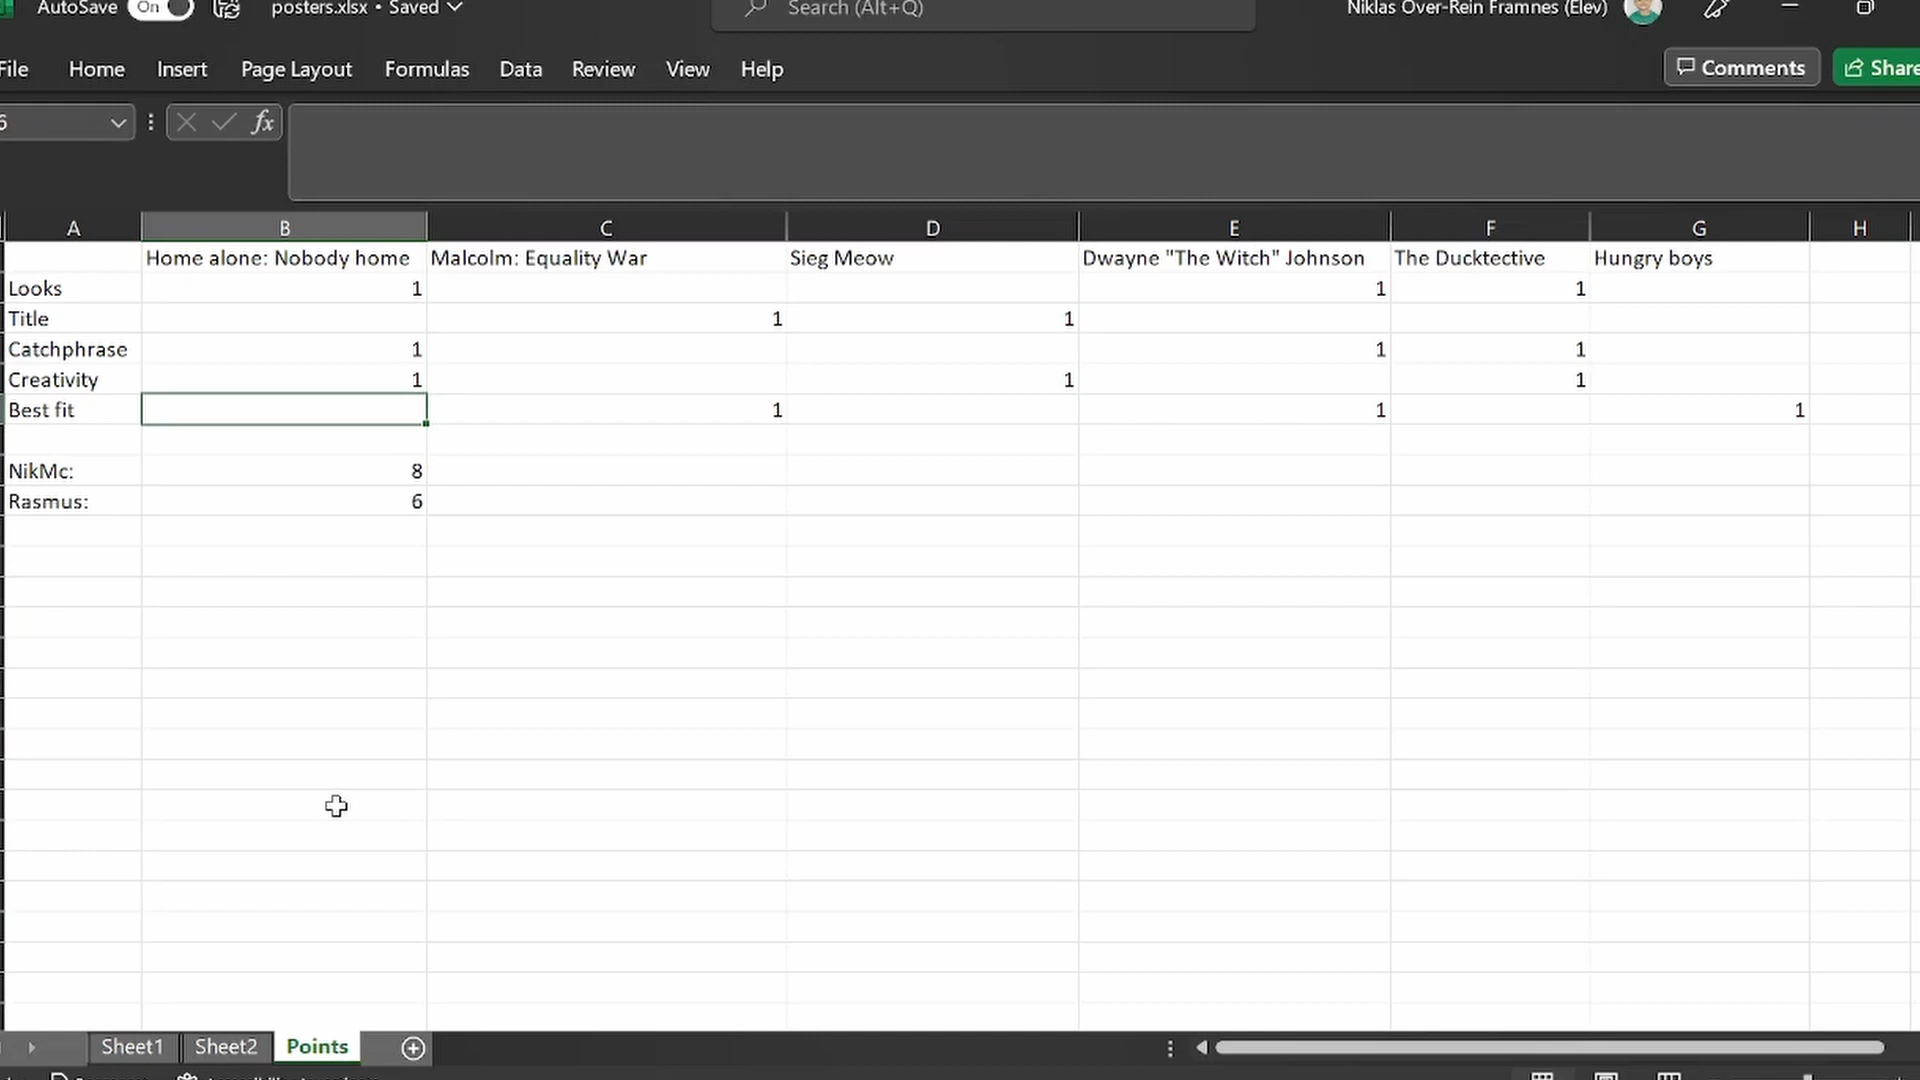 AutoSave On posters.xlsx • Saved Search (Alt+Q) Niklas Over-Rein Framnes (Elev)
File Home Insert Page Layout Formulas Data Review View Help Comments Share
6 fx
A B C D E F G H
Home alone: Nobody home Malcolm: Equality War Sieg Meow Dwayne "The Witch" Johnson The Ducktective Hungry boys
Looks 1 1 1
Title 1 1
Catchphrase 1 1 1
Creativity 1 1 1
Best fit 1 1 1
NikMc: 8
Rasmus: 6
Sheet1 Sheet2 Points